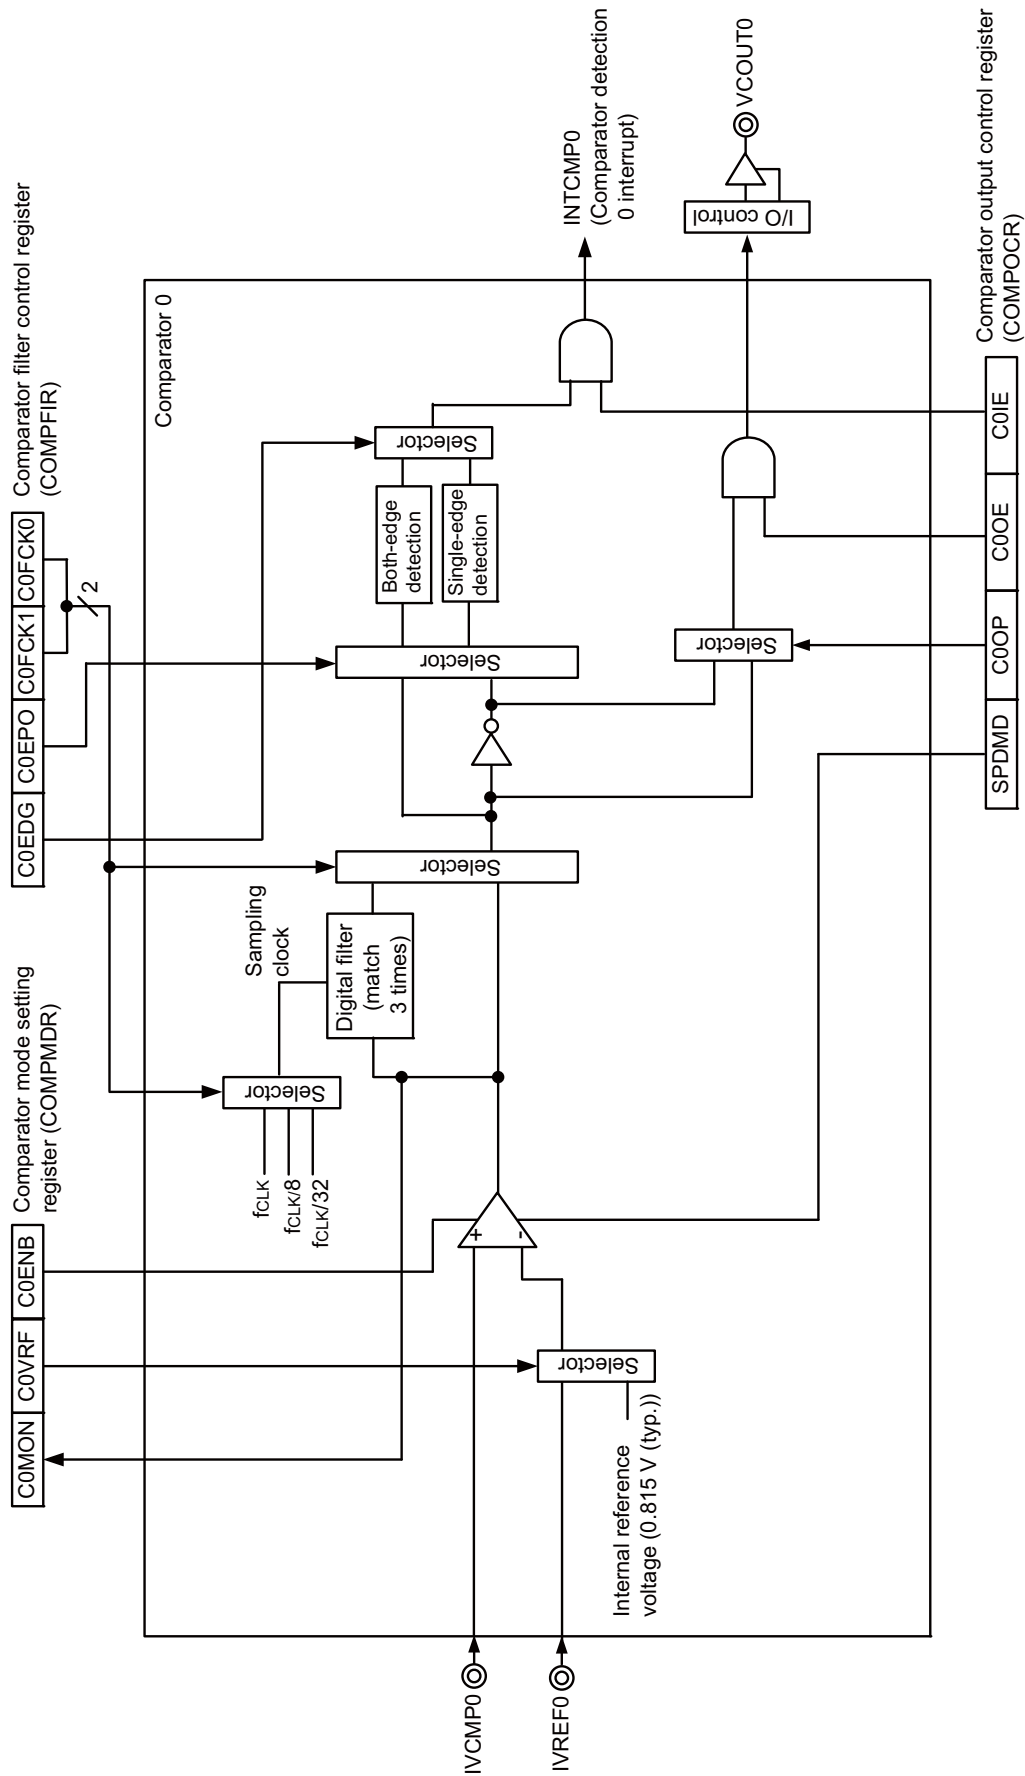 Comparator mode setting
register (COMPMDR)
C0MON
C0VRF
C0ENB
Comparator filter control register
(COMPFIR)
C0EDG
C0EPO
C0FCK1
C0FCK0
2
Comparator 0
fCLK
fCLK/8
fCLK/32
Selector
Sampling
clock
Digital filter
(match
3 times)
Selector
Selector
Both-edge
detection
Single-edge
detection
Selector
INTCMP0
(Comparator detection
0 interrupt)
IVCMP0
IVREF0
+
-
Selector
Internal reference
voltage (0.815 V (typ.))
Selector
I/O control
VCOUT0
SPDMD
C0OP
C0OE
C0IE
Comparator output control register
(COMPOCR)